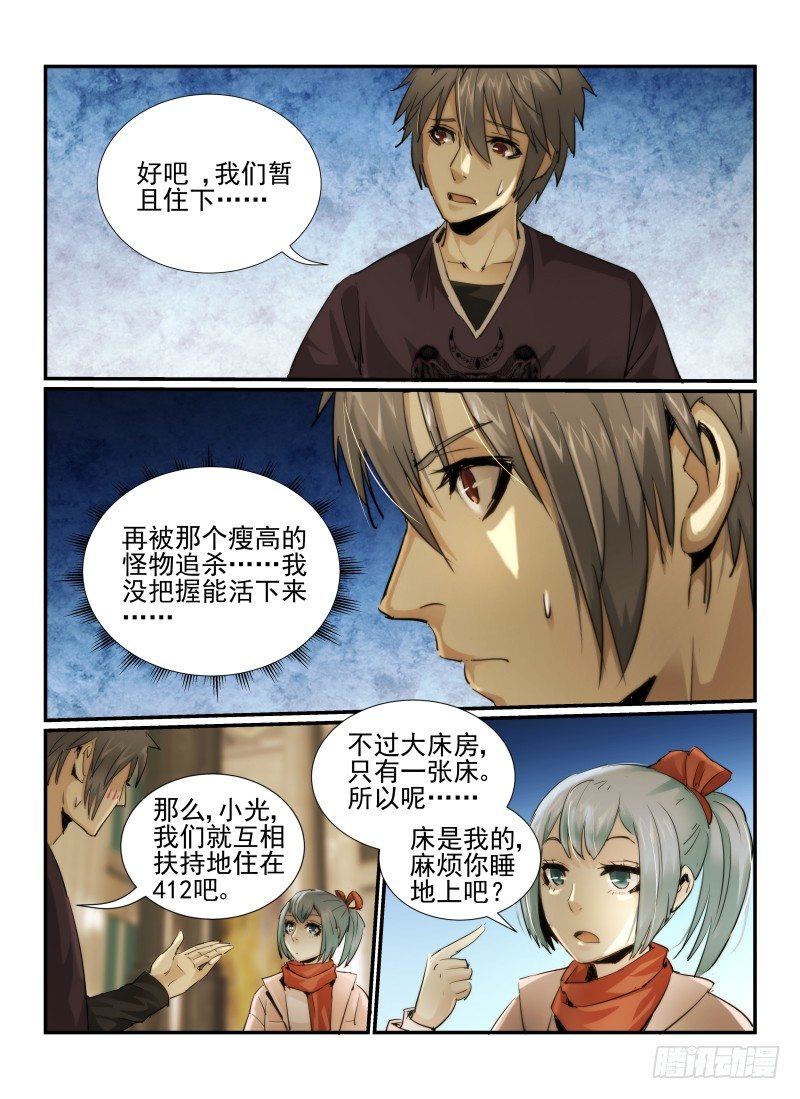 好吧，我们暂
且住下……
再被那个瘦高的
怪物追杀……我
没把握能活下来
……
那么，小光，
我们就互相
扶持地住在
412吧。
不过大床房，
只有一张床。
所以呢……
床是我的，
麻烦你睡
地上吧？
腾讯动漫